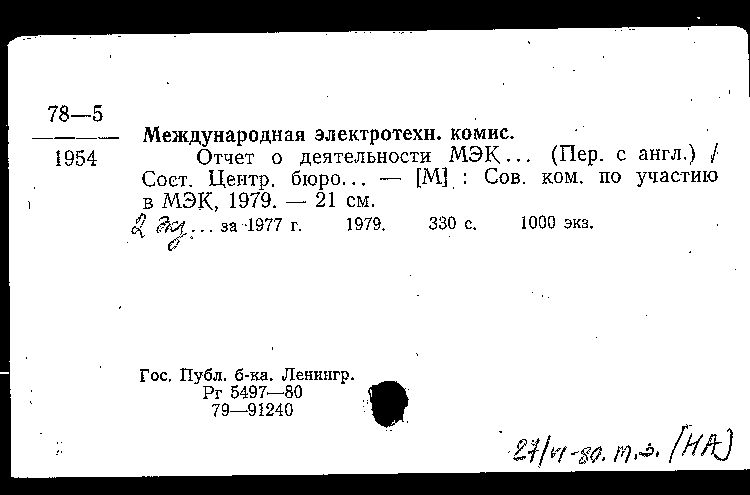 78—5
1954
Международная электротехн. комис.
Отчет о деятельности МЭК... (Пер. с англ.) /
Сост. Центр. бюро... — [М] : Сов. ком. по участию
в МЭК, 1979. — 21 см.
2 экз... за 1977 г. 1979. 330 с. 1000 экз.
Гос. Публ. б-ка. Ленингр.
Рг 5497—80
79—91240
27/VI-80. т.з. [НА]